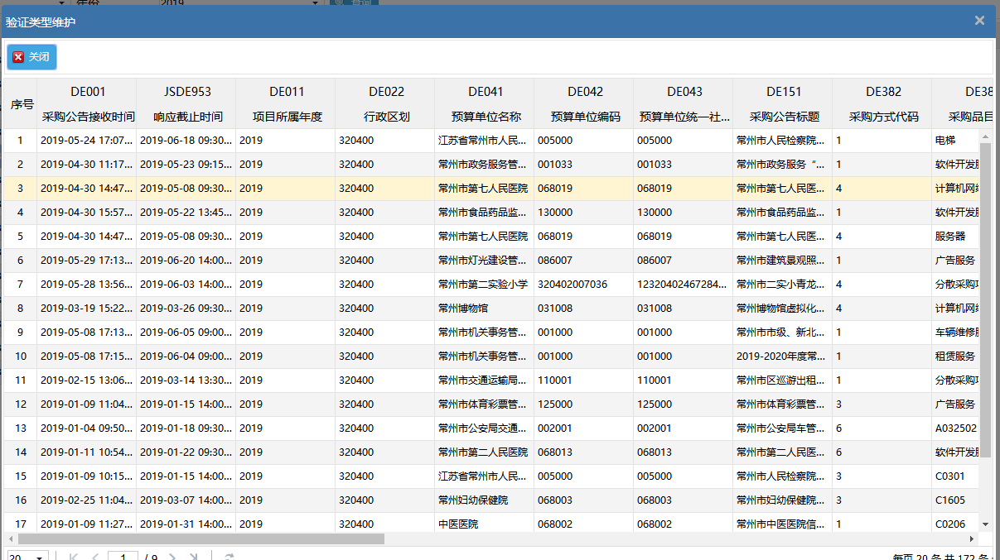 年份 2019 查询
验证类型维护
关闭
序号 DE001 JSDE953 DE011 DE022 DE041 DE042 DE043 DE151 DE382 DE38
采购公告接收时间 响应截止时间 项目所属年度 行政区划 预算单位名称 预算单位编码 预算单位统一社... 采购公告标题 采购方式代码 采购品目
1 2019-05-24 17:07... 2019-06-18 09:30... 2019 320400 江苏省常州市人民... 005000 005000 常州市人民检察院... 1 电梯
2 2019-04-30 11:17... 2019-05-23 09:15... 2019 320400 常州市政务服务管... 001033 001033 常州市政务服务“... 1 软件开发服
3 2019-04-30 14:47... 2019-05-08 09:30... 2019 320400 常州市第七人民医院 068019 068019 常州市第七人民医... 4 计算机网络
4 2019-04-30 15:57... 2019-05-22 13:45... 2019 320400 常州市食品药品监... 130000 130000 常州市食品药品监... 1 软件开发服
5 2019-04-30 14:47... 2019-05-08 09:30... 2019 320400 常州市第七人民医院 068019 068019 常州市第七人民医... 4 服务器
6 2019-05-29 17:13... 2019-06-20 14:00... 2019 320400 常州市灯光建设管... 086007 086007 常州市建筑景观照... 1 广告服务
7 2019-05-28 13:56... 2019-06-03 14:00... 2019 320400 常州市第二实验小学 320402007036 12320402467284... 常州市二实小青龙... 4 分散采购项
8 2019-03-19 15:22... 2019-03-26 09:30... 2019 320400 常州博物馆 031008 031008 常州博物馆虚拟化... 4 计算机网络
9 2019-05-08 17:13... 2019-06-05 09:00... 2019 320400 常州市机关事务管... 001000 001000 常州市市级、新北... 1 车辆维修服
10 2019-05-08 17:15... 2019-06-04 09:00... 2019 320400 常州市机关事务管... 001000 001000 2019-2020年度常... 1 租赁服务
11 2019-02-15 13:06... 2019-03-14 13:30... 2019 320400 常州市交通运输局... 110001 110001 常州市区巡游出租... 1 分散采购项
12 2019-01-09 11:04... 2019-01-15 14:00... 2019 320400 常州市体育彩票管... 125000 125000 常州市体育彩票管... 3 广告服务
13 2019-01-04 09:50... 2019-01-18 09:30... 2019 320400 常州市公安局交通... 002001 002001 常州市公安局车管... 6 A032502
14 2019-01-11 10:54... 2019-01-22 09:30... 2019 320400 常州市第二人民医院 068013 068013 常州市第二人民医... 6 软件开发服
15 2019-01-09 10:15... 2019-01-15 14:00... 2019 320400 江苏省常州市人民... 005000 005000 常州市人民检察院... 3 C0301
16 2019-02-25 11:04... 2019-03-07 14:00... 2019 320400 常州妇幼保健院 068003 068003 常州市妇幼保健院... 3 C1605
17 2019-01-09 11:27... 2019-01-31 14:00... 2019 320400 中医医院 068002 068002 常州市中医医院信... 1 C0206
20 1 / 9 每页 20 条,共 172 条